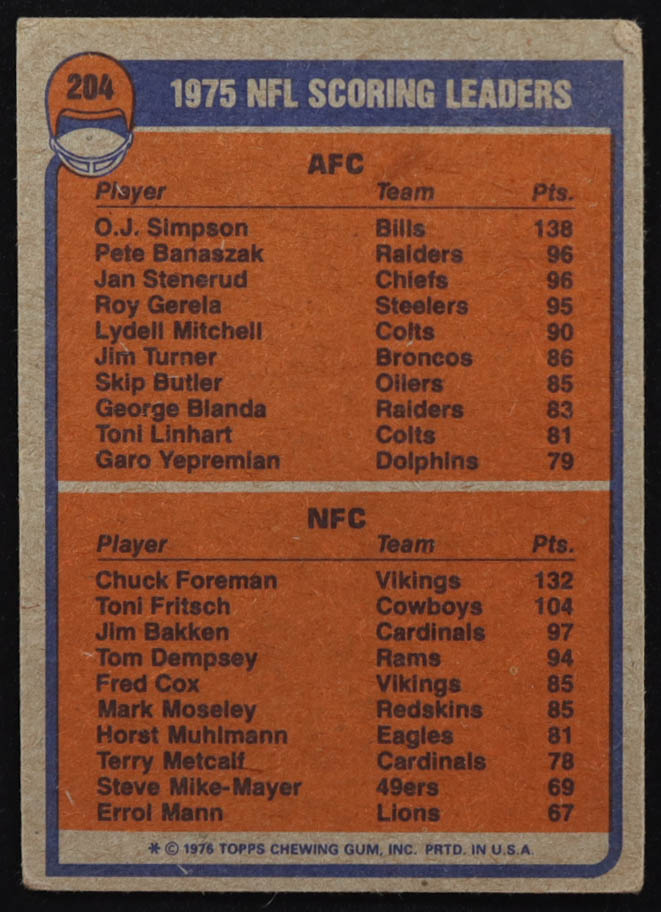 204
1975 NFL SCORING LEADERS
AFC
Player Team Pts.
O.J. Simpson Bills 138
Pete Banaszak Raiders 96
Jan Stenerud Chiefs 96
Roy Gerela Steelers 95
Lydell Mitchell Colts 90
Jim Turner Broncos 86
Skip Butler Oilers 85
George Blanda Raiders 83
Toni Linhart Colts 81
Garo Yepremian Dolphins 79
NFC
Player Team Pts.
Chuck Foreman Vikings 132
Toni Fritsch Cowboys 104
Jim Bakken Cardinals 97
Tom Dempsey Rams 94
Fred Cox Vikings 85
Mark Moseley Redskins 85
Horst Muhlmann Eagles 81
Terry Metcalf Cardinals 78
Steve Mike-Mayer 49ers 69
Errol Mann Lions 67
* © 1976 TOPPS CHEWING GUM, INC. PRTD. IN U.S.A.